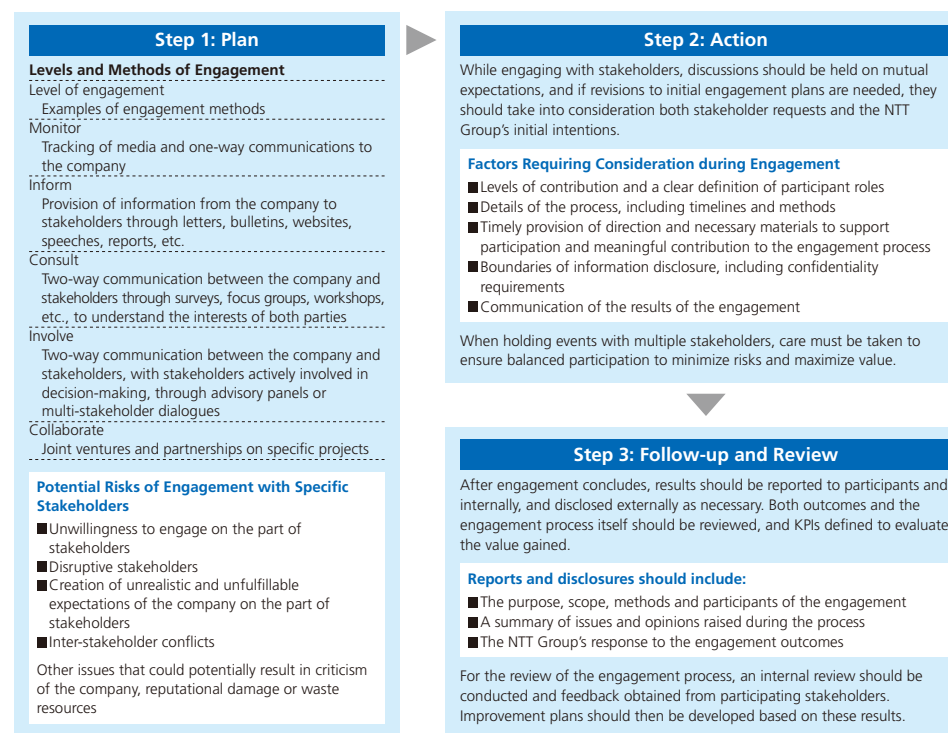 Step 1: Plan
Levels and Methods of Engagement
Level of engagement
Examples of engagement methods
Monitor
Tracking of media and one-way communications to
the company
Inform
Provision of information from the company to
stakeholders through letters, bulletins, websites,
speeches, reports, etc.
Consult
Two-way communication between the company and
stakeholders through surveys, focus groups, workshops,
etc., to understand the interests of both parties
Involve
Two-way communication between the company and
stakeholders, with stakeholders actively involved in
decision-making, through advisory panels or
multi-stakeholder dialogues
Collaborate
Joint ventures and partnerships on specific projects
Potential Risks of Engagement with Specific
Stakeholders
■Unwillingness to engage on the part of
stakeholders
■Disruptive stakeholders
■Creation of unrealistic and unfulfillable
expectations of the company on the part of
stakeholders
■Inter-stakeholder conflicts
Other issues that could potentially result in criticism
of the company, reputational damage or waste
resources
Step 2: Action
While engaging with stakeholders, discussions should be held on mutual
expectations, and if revisions to initial engagement plans are needed, they
should take into consideration both stakeholder requests and the NTT
Group's initial intentions.
Factors Requiring Consideration during Engagement
■Levels of contribution and a clear definition of participant roles
■Details of the process, including timelines and methods
■Timely provision of direction and necessary materials to support
participation and meaningful contribution to the engagement process
■Boundaries of information disclosure, including confidentiality
requirements
■Communication of the results of the engagement
When holding events with multiple stakeholders, care must be taken to
ensure balanced participation to minimize risks and maximize value.
Step 3: Follow-up and Review
After engagement concludes, results should be reported to participants and
internally, and disclosed externally as necessary. Both outcomes and the
engagement process itself should be reviewed, and KPIs defined to evaluate
the value gained.
Reports and disclosures should include:
■The purpose, scope, methods and participants of the engagement
■A summary of issues and opinions raised during the process
■The NTT Group's response to the engagement outcomes
For the review of the engagement process, an internal review should be
conducted and feedback obtained from participating stakeholders.
Improvement plans should then be developed based on these results.